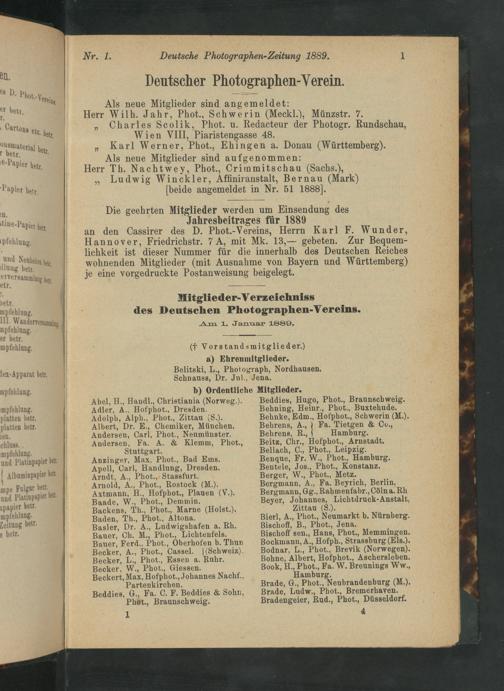 Nr. 1. Deutsche Photographen-Zeitung 1889. 1
Deutscher Photographen-Verein.
Als neue Mitglieder sind angemeldet:
Herr Wilh. Jahr, Phot., Schwerin (Meckl.), Münzstr. 7.
„ Charles Scolik, Phot. u. Redacteur der Photogr. Rundschau,
Wien VIII, Piaristengasse 48.
„ Karl Werner, Phot., Ehingen a. Donau (Württemberg).
Als neue Mitglieder sind aufgenommen:
Herr Th. Nachtwey, Phot., Crimmitschau (Sachs.),
„ Ludwig Winckler, Affiniranstalt, Bernau (Mark)
[beide angemeldet in Nr. 51 1888].
Die geehrten Mitglieder werden um Einsendung des
Jahresbeitrages für 1889
an den Cassirer des D. Phot.-Vereins, Herrn Karl F. Wunder,
Hannover, Friedrichstr. 7 A, mit Mk. 13,— gebeten. Zur Bequem-
lichkeit ist dieser Nummer für die innerhalb des Deutschen Reiches
wohnenden Mitglieder (mit Ausnahme von Bayern und Württemberg)
je eine vorgedruckte Postanweisung beigelegt.
Mitglieder-Verzeichniss
des Deutschen Photographen-Vereins.
Am 1. Januar 1889.
(† Vorstandsmitglieder.)
a) Ehrenmitglieder.
Belitski, L., Photograph, Nordhausen.
Schnauss, Dr. Jul., Jena.
b) Ordentliche Mitglieder.
Abel, H., Handl., Christiania (Norweg.).
Adler, A., Hofphot., Dresden.
Adolph, Alph., Phot., Zittau (S.).
Albert, Dr. E., Chemiker, München.
Andersen, Carl, Phot., Neumünster.
Andersen, Fa. A. & Klemm, Phot.,
Stuttgart.
Anzinger, Max, Phot., Bad Ems.
Apell, Carl, Handlung, Dresden.
Arndt, A., Phot., Stassfurt.
Arnold, A., Phot., Rostock (M.).
Axtmann, H., Hofphot., Plauen (V.).
Baade, W., Phot., Demmin.
Backens, Th., Phot., Marne (Holst.).
Baden, Th., Phot., Altona.
Basler, Dr. A., Ludwigshafen a. Rh.
Bauer, Ch. M., Phot., Lichtenfels.
Bauer, Ferd., Phot., Oberhofen b. Thun
Becker, A., Phot., Cassel. [(Schweiz).
Becker, L., Phot., Essen a. Ruhr.
Becker, W., Phot., Giessen.
Beckert, Max, Hofphot., Johannes Nachf.,
Partenkirchen.
Beddies, G., Fa. C. F. Beddies & Sohn,
Phot., Braunschweig.
Beddies, Hugo, Phot., Braunschweig.
Behning, Heinr., Phot., Buxtehude.
Behnke, Edm., Hofphot., Schwerin (M.).
Behrens, A., } Fa. Tietgen & Co.,
Behrens, R., } Hamburg.
Beitz, Chr., Hofphot., Arnstadt.
Bellach, C., Phot., Leipzig.
Benque, Fr. W., Phot., Hamburg.
Bentele, Jos., Phot., Konstanz.
Berger, W., Phot., Metz.
Bergmann, A., Fa. Beyrich, Berlin.
Bergmann, Gg., Rahmenfabr., Cöln a. Rh
Beyer, Johannes, Lichtdruck-Anstalt,
Zittau (S.).
Bierl, A., Phot., Neumarkt b. Nürnberg.
Bischoff, B., Phot., Jena.
Bischoff sen., Hans, Phot., Memmingen.
Bockmann, A., Hofph., Strassburg (Els.).
Bodnar, L., Phot., Brevik (Norwegen).
Bohne, Albert, Hofphot., Aschersleben.
Book, H., Phot., Fa. W. Breunings Ww.,
Hamburg.
Brade, G., Phot., Neubrandenburg (M.).
Brade, Ludw., Phot., Bremerhaven.
Bradengeier, Rud., Phot., Düsseldorf.
1 4